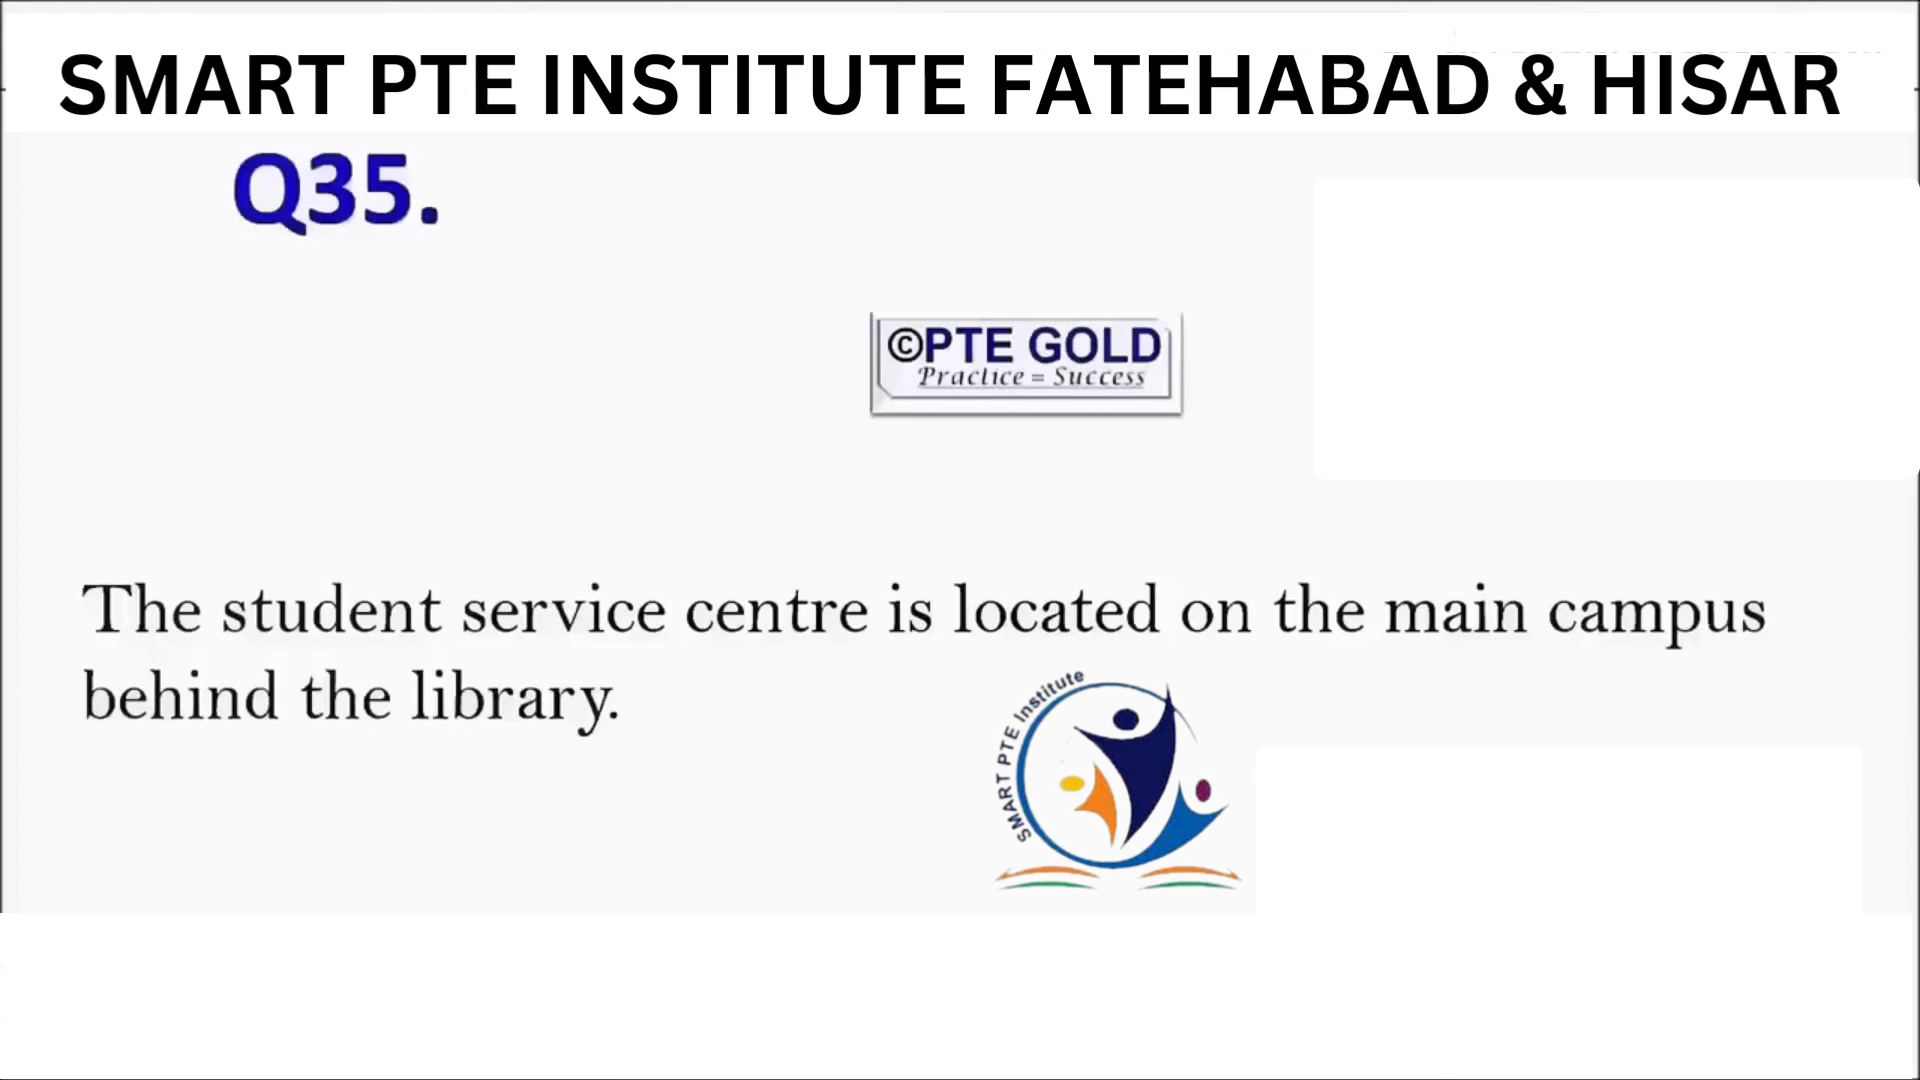 SMART PTE INSTITUTE FATEHABAD & HISAR
Q35.
©PTE GOLD
Practice = Success
The student service centre is located on the main campus
behind the library.
SMART PTE Institute